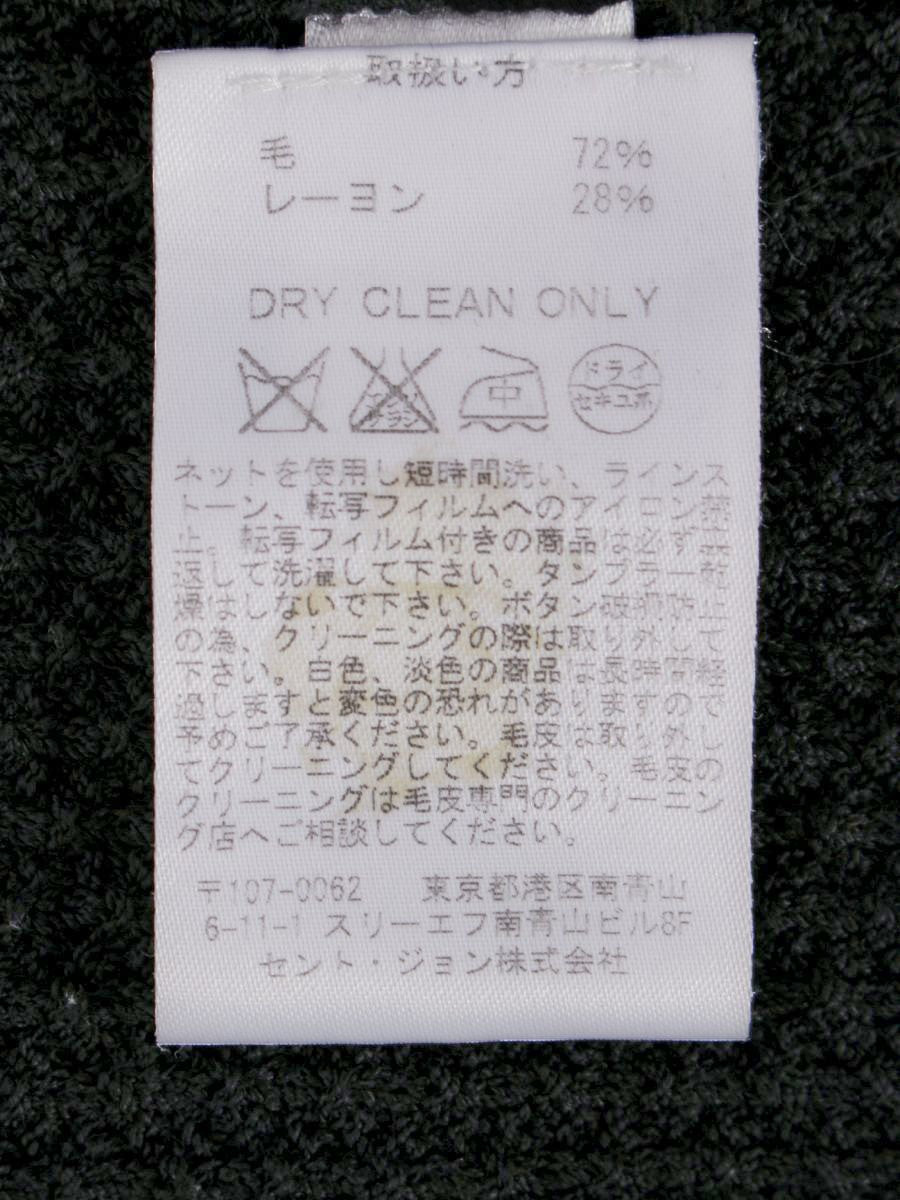 取扱い方
毛 72%
レーヨン 28%
DRY CLEAN ONLY
エンソ
サラシ
中
ドライ
セキユ系
ネットを使用し短時間洗い、ラインス
トーン、転写フィルムへのアイロン禁
止。転写フィルム付きの商品は必ず裏
返して洗濯して下さい。タンブラー乾
燥はしないで下さい。ボタン破損防止
の為、クリーニングの際は取り外して
下さい。白色、淡色の商品は長時間経
過しますと変色の恐れがありますので
予めご了承ください。毛皮は取り外し
てクリーニングしてください。毛皮の
クリーニングは毛皮専門のクリーニン
グ店へご相談してください。
〒107-0062 東京都港区南青山
6-11-1 スリーエフ南青山ビル8F
セント・ジョン株式会社